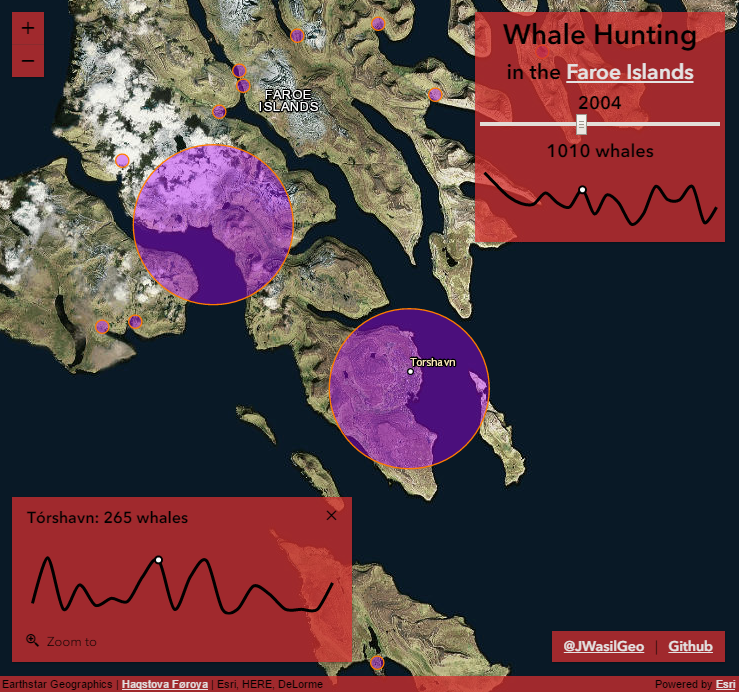 +
−
FAROE
ISLANDS
Whale Hunting
in the Faroe Islands
2004
1010 whales
Tórshavn
Tórshavn: 265 whales
×
Zoom to
@JWasilGeo | Github
Earthstar Geographics | Hagstova Føroya | Esri, HERE, DeLorme
Powered by Esri